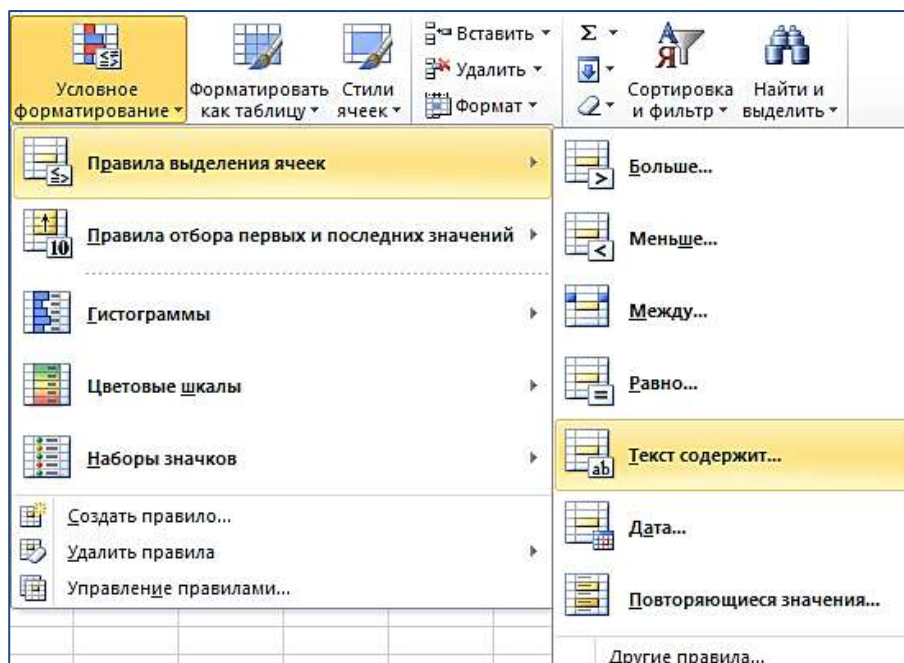 Условное форматирование
Форматировать как таблицу
Стили ячеек
Вставить
Удалить
Формат
Σ
Сортировка и фильтр
Найти и выделить
Правила выделения ячеек
Правила отбора первых и последних значений
Гистограммы
Цветовые шкалы
Наборы значков
Создать правило...
Удалить правила
Управление правилами...
Больше...
Меньше...
Между...
Равно...
Текст содержит...
Дата...
Повторяющиеся значения...
Другие правила...